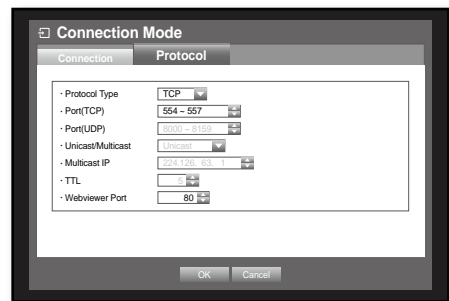 Connection Mode
Connection Protocol
· Protocol Type TCP
· Port(TCP) 554 ~ 557
· Port(UDP) 8000 ~ 8159
· Unicast/Multicast Unicast
· Multicast IP 224.126. 63. 1
· TTL 5
· Webviewer Port 80
OK Cancel